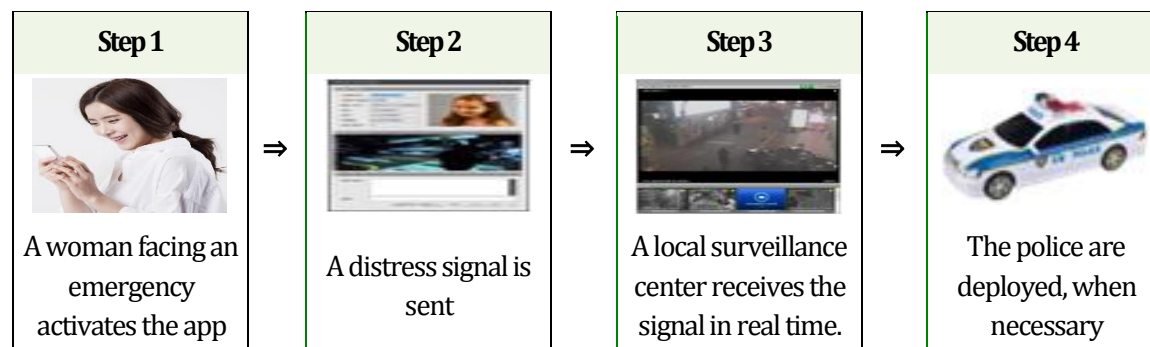 Step 1
A woman facing an
emergency
activates the app
⇒
Step 2
A distress signal is
sent
⇒
Step 3
A local surveillance
center receives the
signal in real time.
⇒
Step 4
POLICE
The police are
deployed, when
necessary